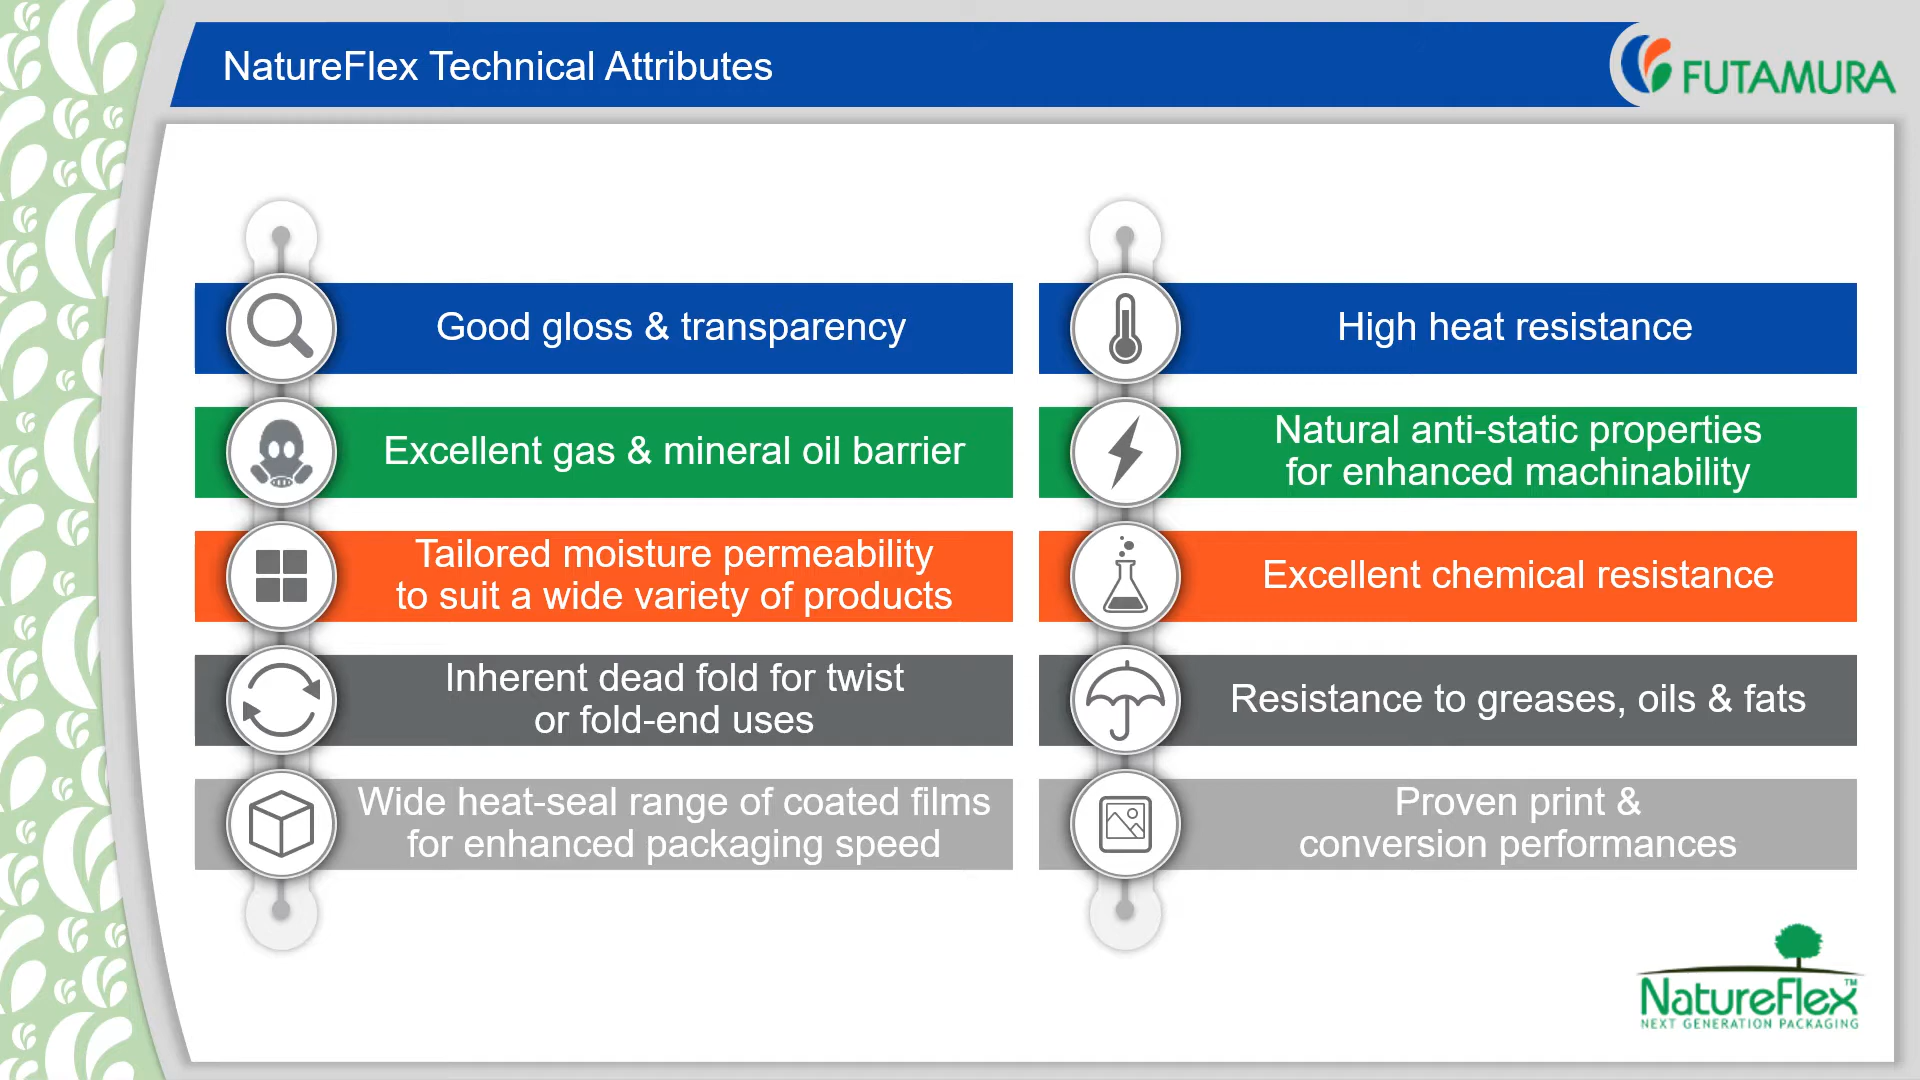 NatureFlex Technical Attributes
FUTAMURA
Good gloss & transparency
Excellent gas & mineral oil barrier
Tailored moisture permeability
to suit a wide variety of products
Inherent dead fold for twist
or fold-end uses
Wide heat-seal range of coated films
for enhanced packaging speed
High heat resistance
Natural anti-static properties
for enhanced machinability
Excellent chemical resistance
Resistance to greases, oils & fats
Proven print &
conversion performances
NatureFlex™
NEXT GENERATION PACKAGING